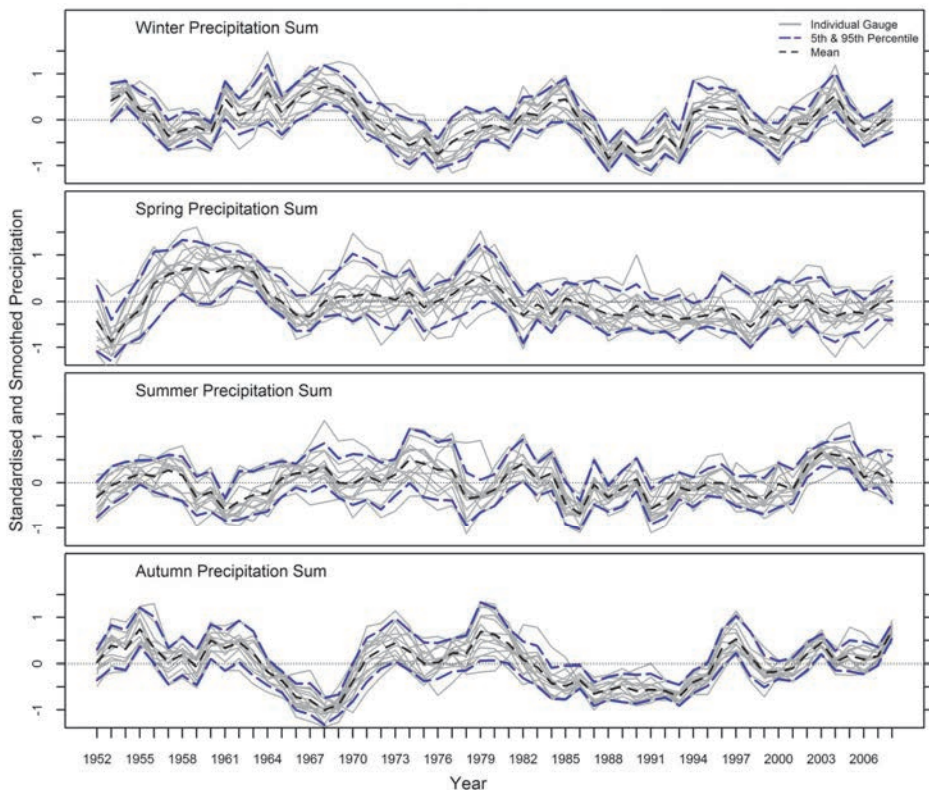 Winter Precipitation Sum
Individual Gauge
5th & 95th Percentile
Mean
1
0
-1
Spring Precipitation Sum
1
0
-1
Summer Precipitation Sum
1
0
-1
Autumn Precipitation Sum
1
0
-1
Standardised and Smoothed Precipitation
1952 1955 1958 1961 1964 1967 1970 1973 1976 1979 1982 1985 1988 1991 1994 1997 2000 2003 2006
Year